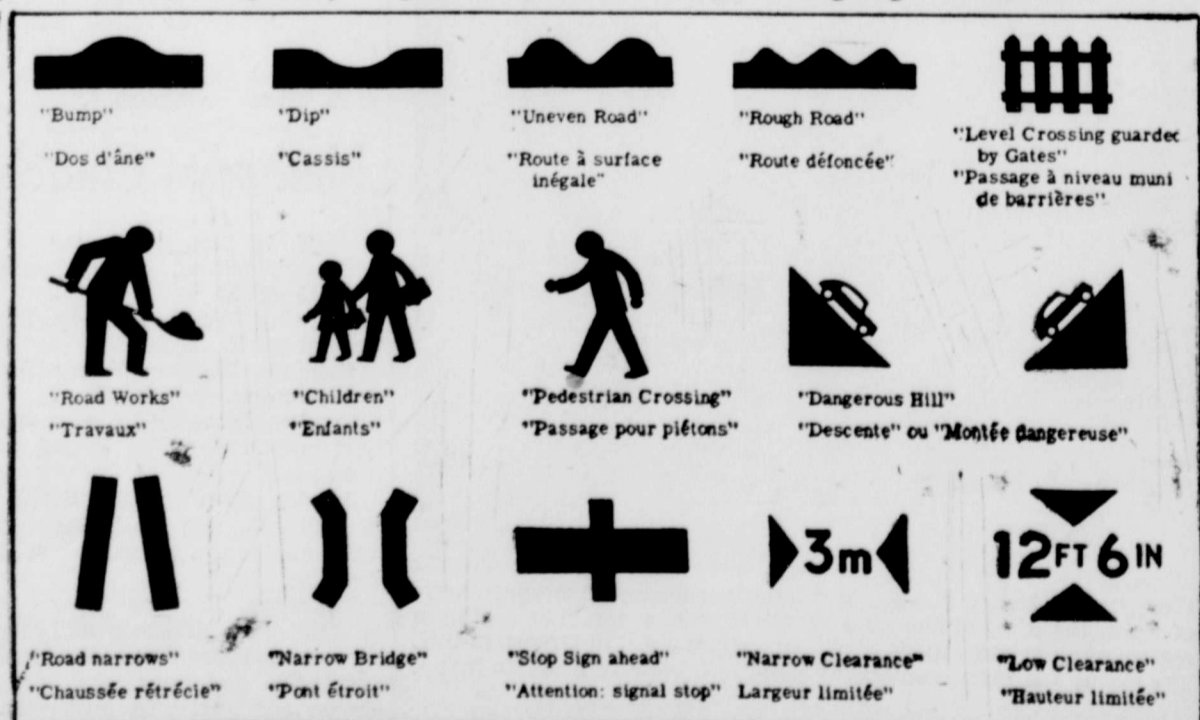 "Bump"
"Dos d'âne"
"Dip"
"Cassis"
"Uneven Road"
"Route à surface
inégale"
"Rough Road"
"Route défoncée"
"Level Crossing guarded
by Gates"
"Passage à niveau muni
de barrières"
"Road Works"
"Travaux"
"Children"
"Enfants"
"Pedestrian Crossing"
"Passage pour piétons"
"Dangerous Hill"
"Descente" ou "Montée dangereuse"
"Road narrows"
"Chaussée rétrécie"
"Narrow Bridge"
"Pont étroit"
"Stop Sign ahead"
"Attention: signal stop"
3m
"Narrow Clearance"
Largeur limitée"
12FT 6IN
"Low Clearance"
"Hauteur limitée"